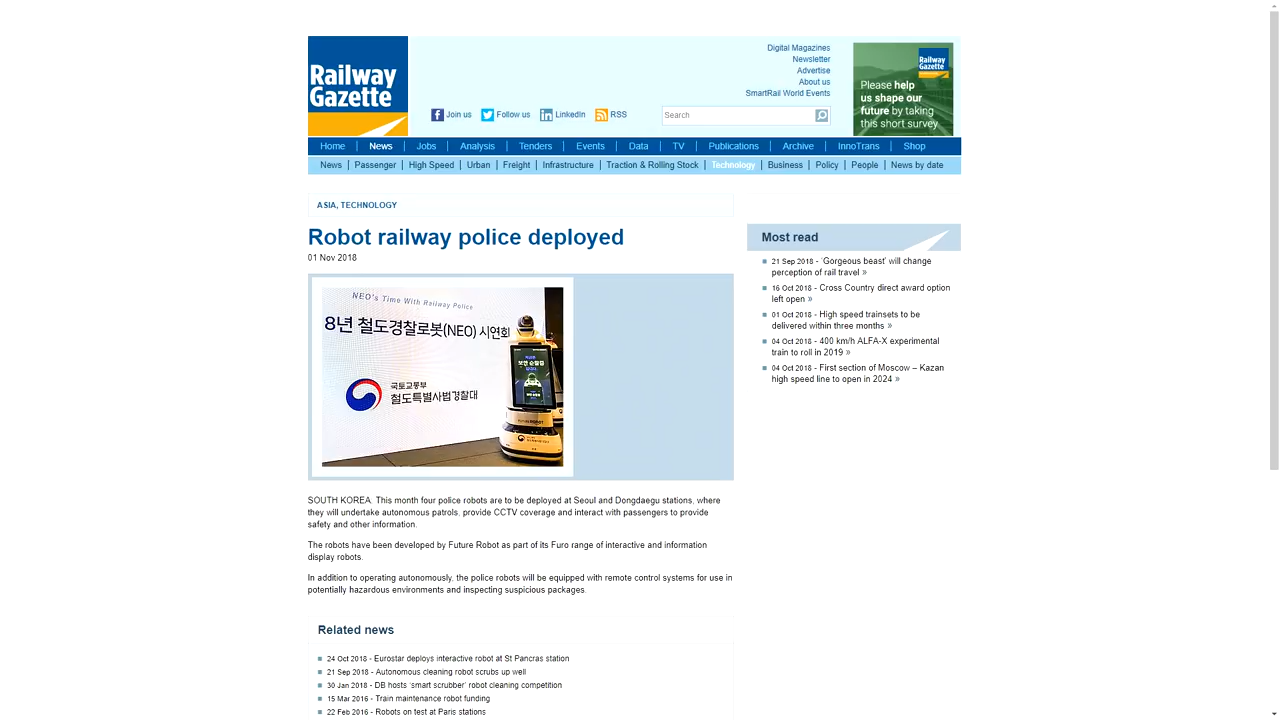 Railway
Gazette
Join us
Follow us
LinkedIn
RSS
Digital Magazines
Newsletter
Advertise
About us
SmartRail World Events
Search
Railway
Gazette
Please help
us shape our
future by taking
this short survey
Home
News
Jobs
Analysis
Tenders
Events
Data
TV
Publications
Archive
InnoTrans
Shop
News
Passenger
High Speed
Urban
Freight
Infrastructure
Traction & Rolling Stock
Technology
Business
Policy
People
News by date
ASIA, TECHNOLOGY
Robot railway police deployed
01 Nov 2018
NEO's Time With Railway Police
8년 철도경찰로봇(NEO) 시연회
국토교통부
철도특별사법경찰대
SOUTH KOREA: This month four police robots are to be deployed at Seoul and Dongdaegu stations, where
they will undertake autonomous patrols, provide CCTV coverage and interact with passengers to provide
safety and other information.
The robots have been developed by Future Robot as part of its Furo range of interactive and information
display robots.
In addition to operating autonomously, the police robots will be equipped with remote control systems for use in
potentially hazardous environments and inspecting suspicious packages.
Related news
24 Oct 2018 - Eurostar deploys interactive robot at St Pancras station
21 Sep 2018 - Autonomous cleaning robot scrubs up well
30 Jan 2018 - DB hosts ‘smart scrubber’ robot cleaning competition
15 Mar 2016 - Train maintenance robot funding
22 Feb 2016 - Robots on test at Paris stations
Most read
21 Sep 2018 - ‘Gorgeous beast’ will change
perception of rail travel »
16 Oct 2018 - Cross Country direct award option
left open »
01 Oct 2018 - High speed trainsets to be
delivered within three months »
04 Oct 2018 - 400 km/h ALFA-X experimental
train to roll in 2019 »
04 Oct 2018 - First section of Moscow – Kazan
high speed line to open in 2024 »